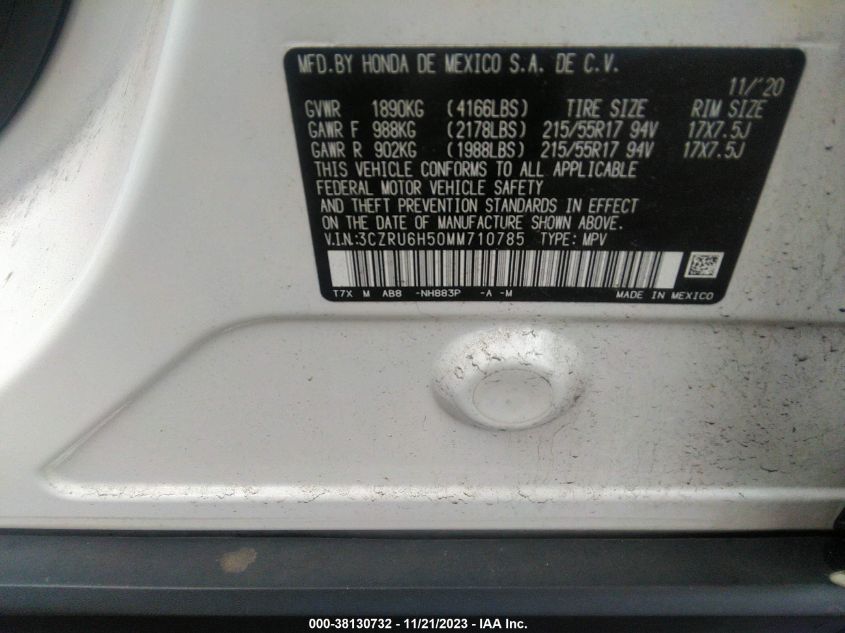 MFD.BY HONDA DE MEXICO S.A. DE C.V.
11/'20
GVWR 1890KG (4166LBS) TIRE SIZE RIM SIZE
GAWR F 988KG (2178LBS) 215/55R17 94V 17X7.5J
GAWR R 902KG (1988LBS) 215/55R17 94V 17X7.5J
THIS VEHICLE CONFORMS TO ALL APPLICABLE
FEDERAL MOTOR VEHICLE SAFETY
AND THEFT PREVENTION STANDARDS IN EFFECT
ON THE DATE OF MANUFACTURE SHOWN ABOVE.
V.I.N:3CZRU6H50MM710785 TYPE: MPV
T7X M AB8 -NH883P -A -M MADE IN MEXICO
000-38130732 - 11/21/2023 - IAA Inc.